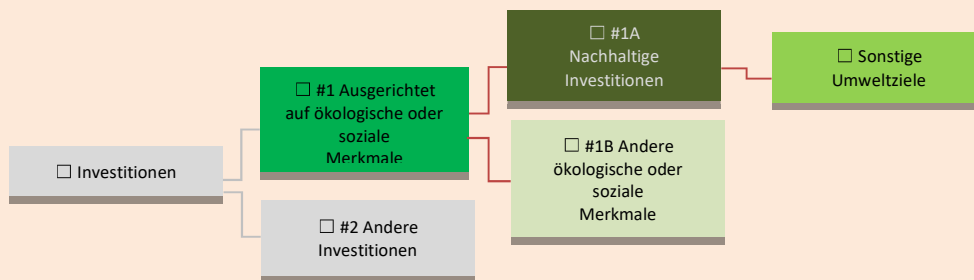 ☐ Investitionen
☐ #1 Ausgerichtet
auf ökologische oder
soziale
Merkmale
☐ #2 Andere
Investitionen
☐ #1A
Nachhaltige
Investitionen
☐ #1B Andere
ökologische oder
soziale
Merkmale
☐ Sonstige
Umweltziele